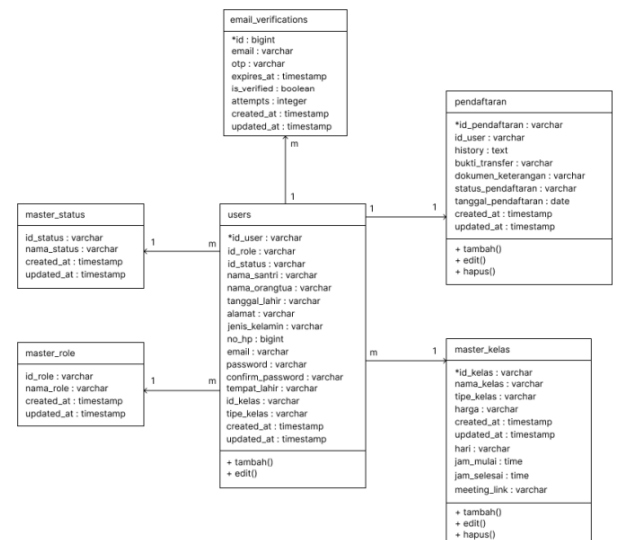 email_verifications
*id : bigint
email : varchar
otp : varchar
expires_at : timestamp
is_verified : boolean
attempts : integer
created_at : timestamp
updated_at : timestamp
m
1
pendaftaran
*id_pendaftaran : varchar
id_user : varchar
history : text
bukti_transfer : varchar
dokumen_keterangan : varchar
status_pendaftaran : varchar
tanggal_pendaftaran : date
created_at : timestamp
updated_at : timestamp
+ tambah()
+ edit()
+ hapus()
1
1
master_status
id_status : varchar
nama_status : varchar
created_at : timestamp
updated_at : timestamp
1
m
users
*id_user : varchar
id_role : varchar
id_status : varchar
nama_santri : varchar
nama_orangtua : varchar
tanggal_lahir : varchar
alamat : varchar
jenis_kelamin : varchar
no_hp : bigint
email : varchar
password : varchar
confirm_password : varchar
tempat_lahir : varchar
id_kelas : varchar
tipe_kelas : varchar
created_at : timestamp
updated_at : timestamp
+ tambah()
+ edit()
master_role
id_role : varchar
nama_role : varchar
created_at : timestamp
updated_at : timestamp
1
m
m
1
master_kelas
*id_kelas : varchar
nama_kelas : varchar
tipe_kelas : varchar
harga : varchar
created_at : timestamp
updated_at : timestamp
hari : varchar
jam_mulai : time
jam_selesai : time
meeting_link : varchar
+ tambah()
+ edit()
+ hapus()